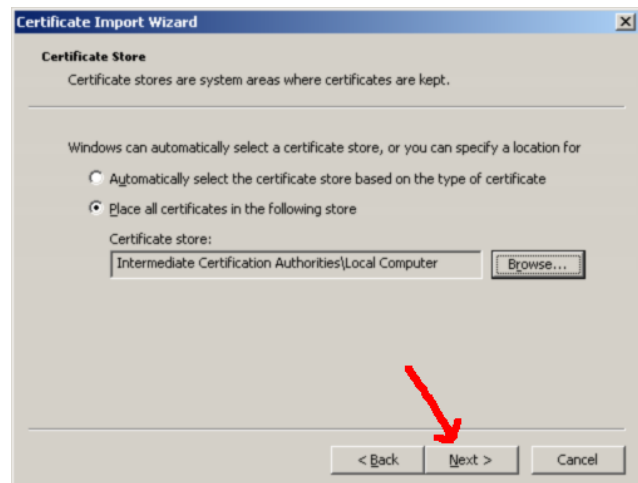 Certificate Import Wizard
Certificate Store
Certificate stores are system areas where certificates are kept.
Windows can automatically select a certificate store, or you can specify a location for
Automatically select the certificate store based on the type of certificate
Place all certificates in the following store
Certificate store:
Intermediate Certification Authorities\Local Computer
Browse...
< Back
Next >
Cancel